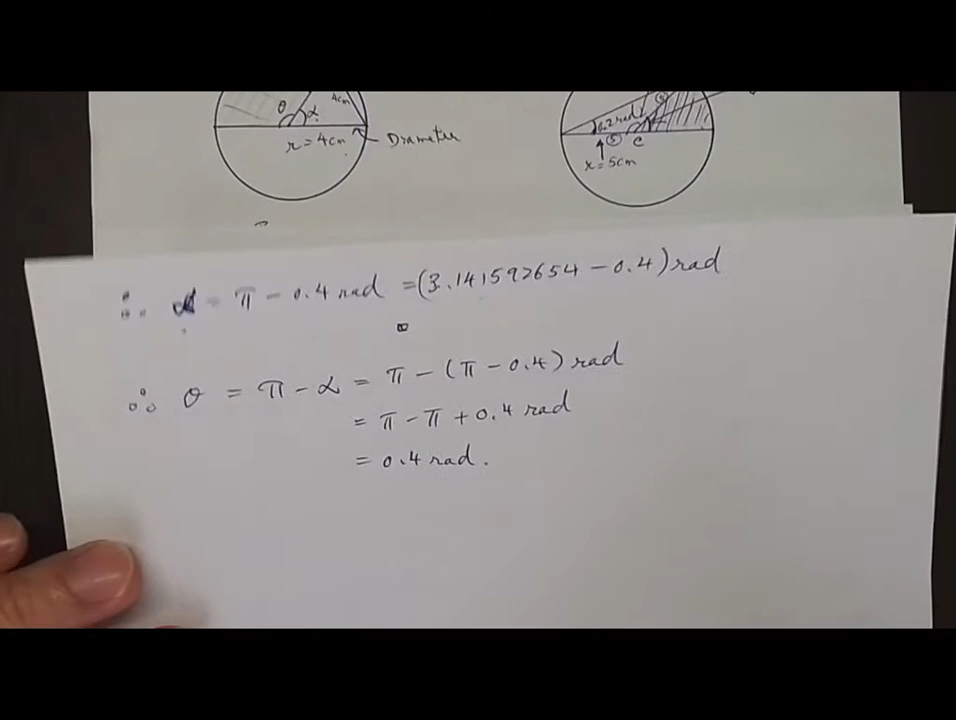 θ α 4cm
r = 4cm
Diameter
0.2 rad
5 C
x = 5cm
∴ α = π - 0.4 rad = (3.141592654 - 0.4) rad
∴ θ = π - α = π - (π - 0.4) rad
= π - π + 0.4 rad
= 0.4 rad.